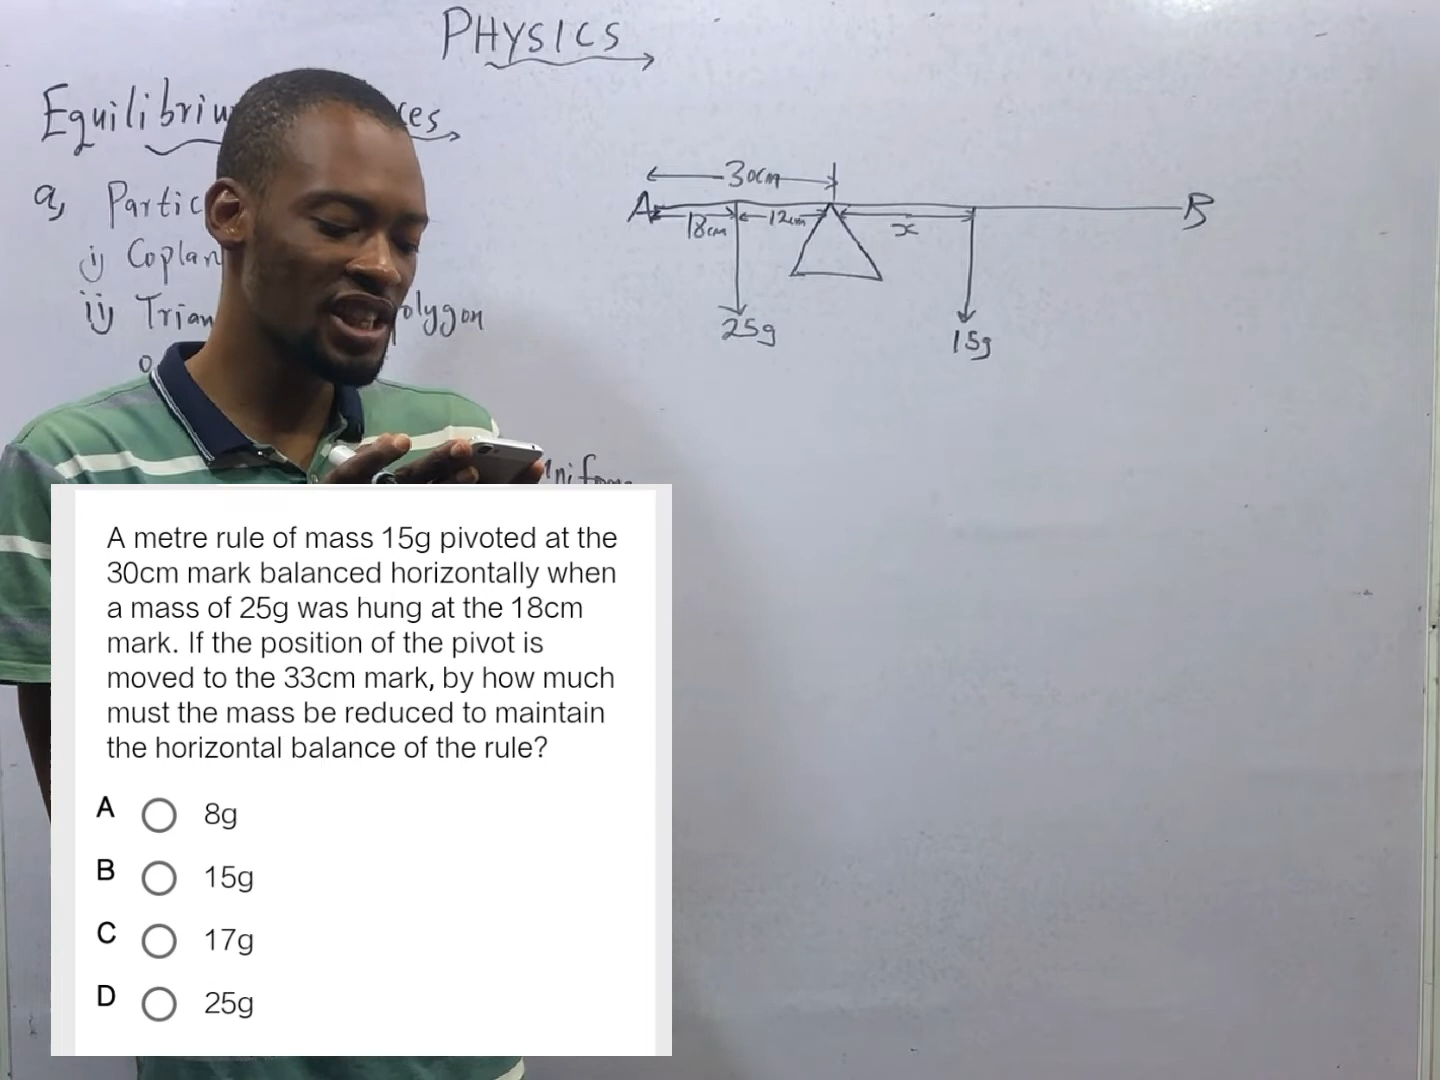 PHYSICS
Equilibriu ces
a, Partic
i) Coplan
ii) Trian olygon
30cm
A B
18cm 12cm x
25g 15g
A metre rule of mass 15g pivoted at the
30cm mark balanced horizontally when
a mass of 25g was hung at the 18cm
mark. If the position of the pivot is
moved to the 33cm mark, by how much
must the mass be reduced to maintain
the horizontal balance of the rule?
A 8g
B 15g
C 17g
D 25g